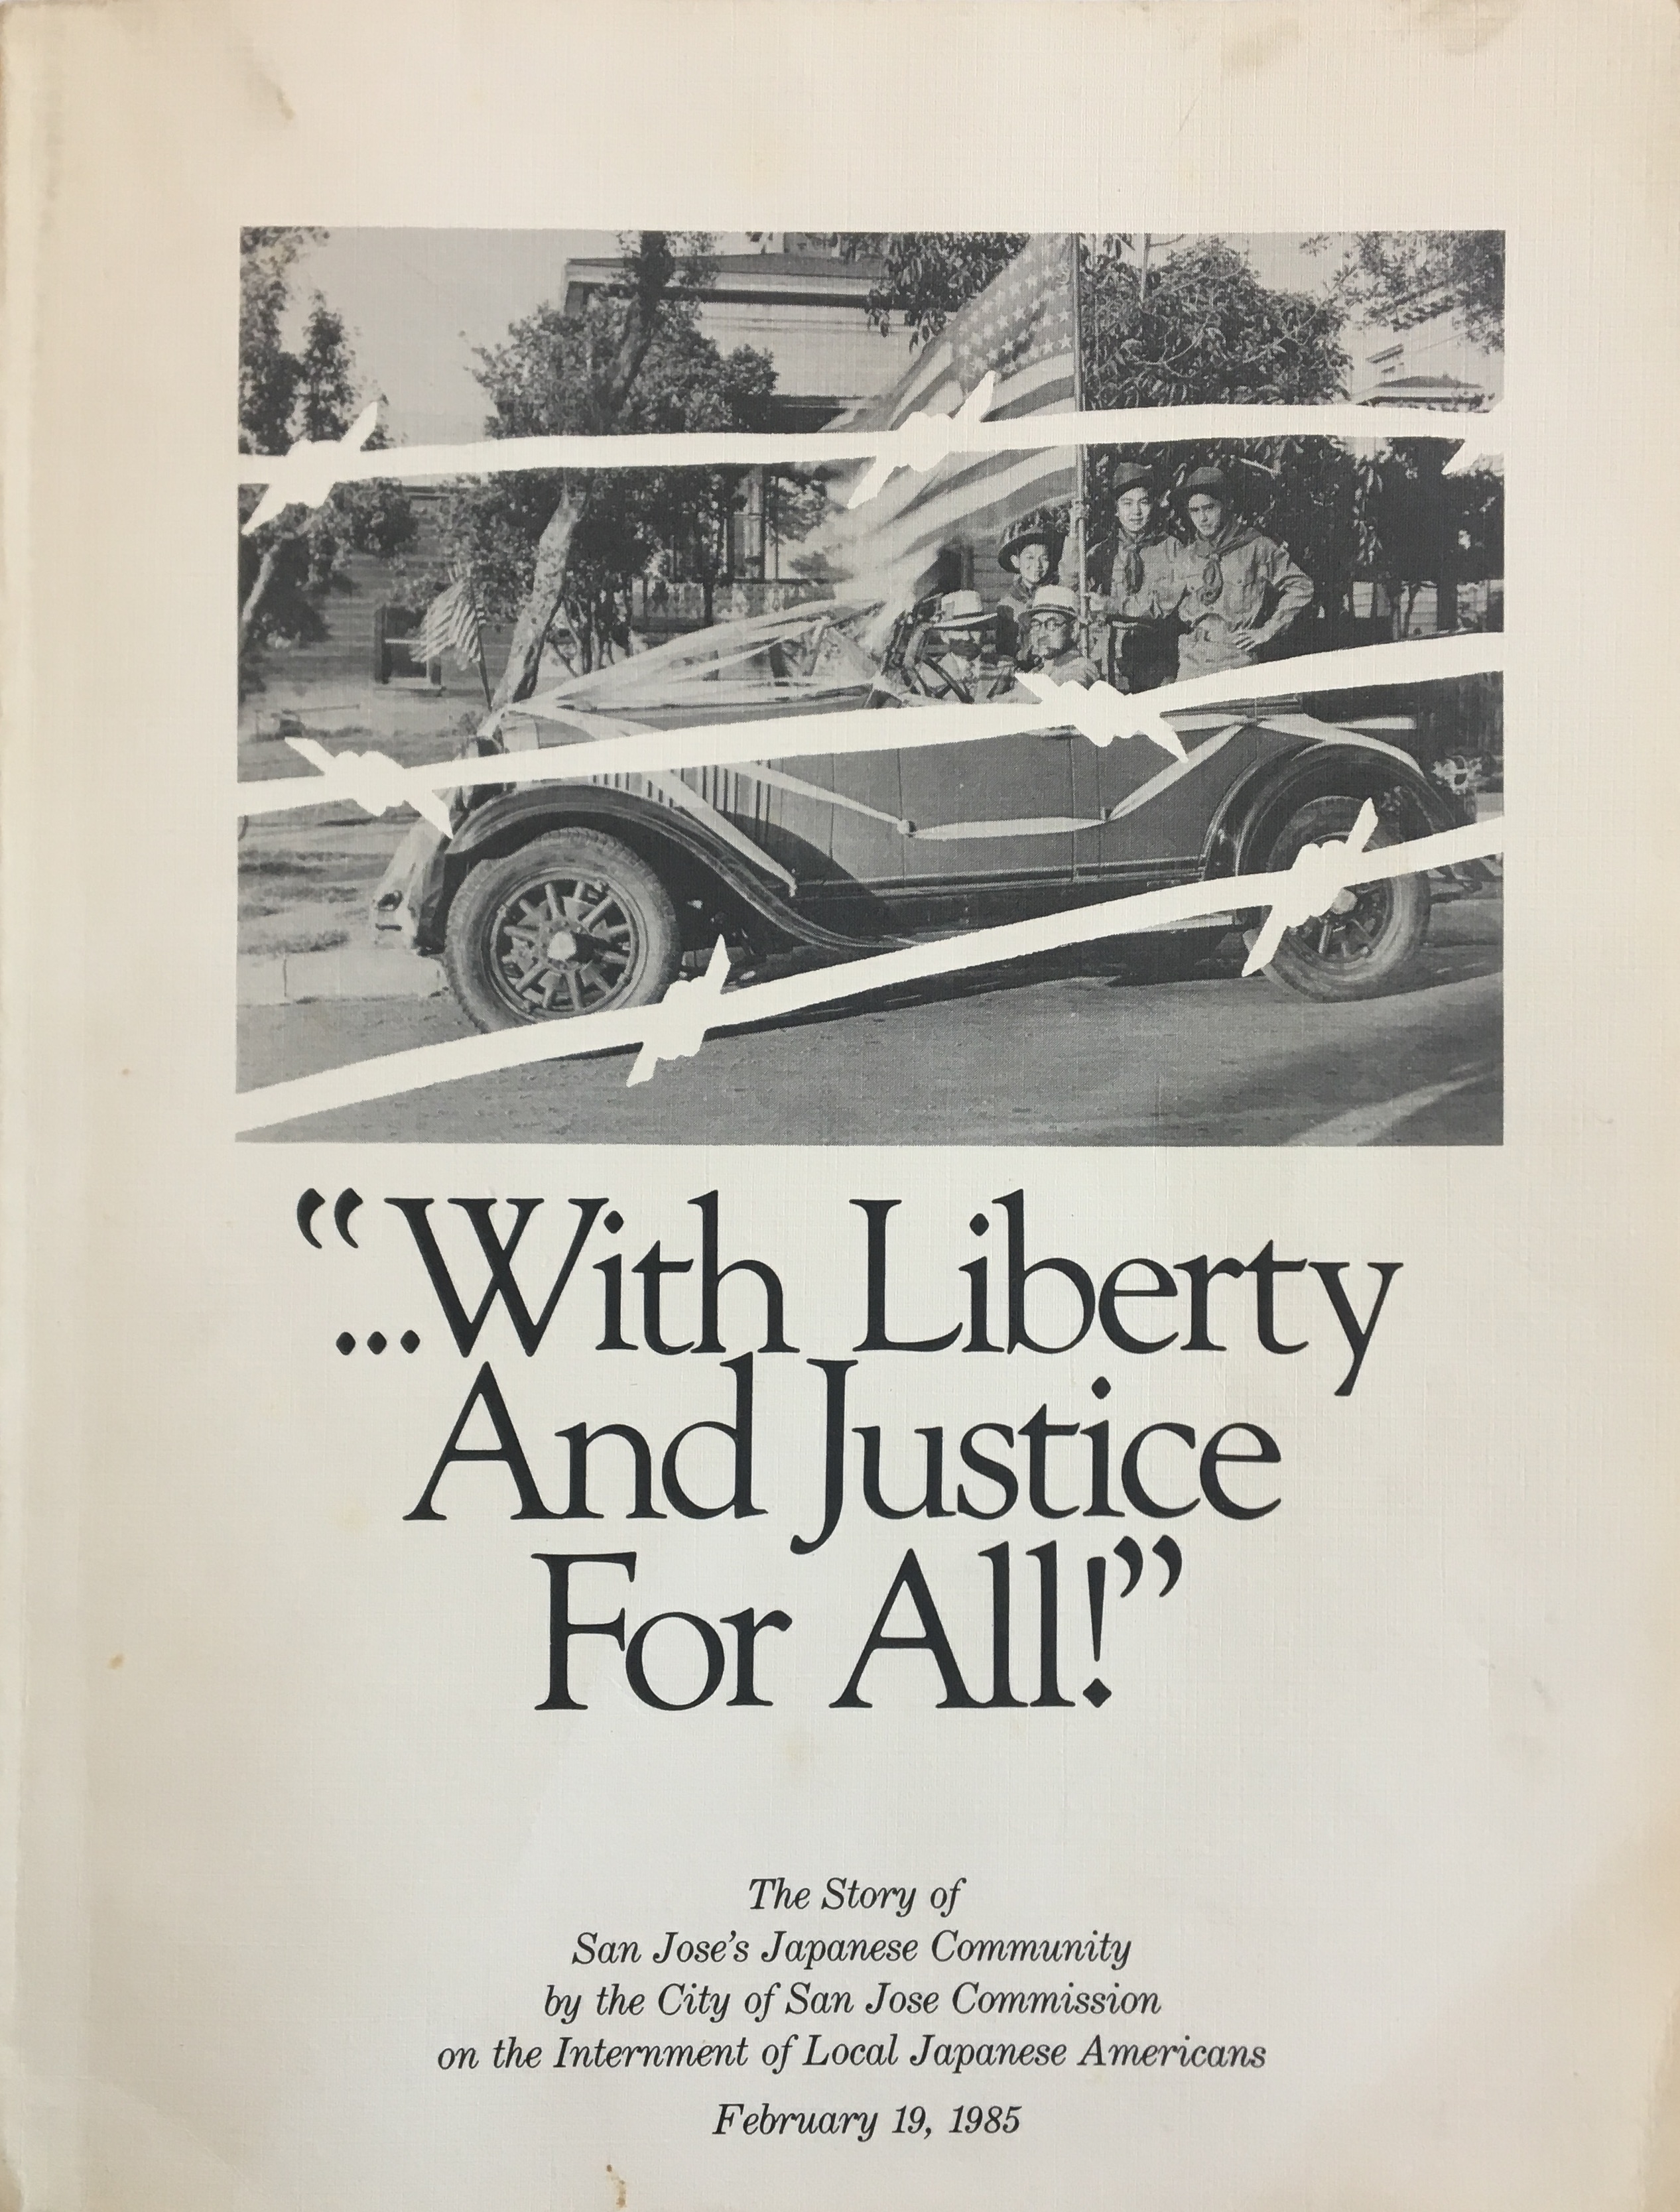 “...With Liberty
And Justice
For All!”
The Story of
San Jose’s Japanese Community
by the City of San Jose Commission
on the Internment of Local Japanese Americans
February 19, 1985